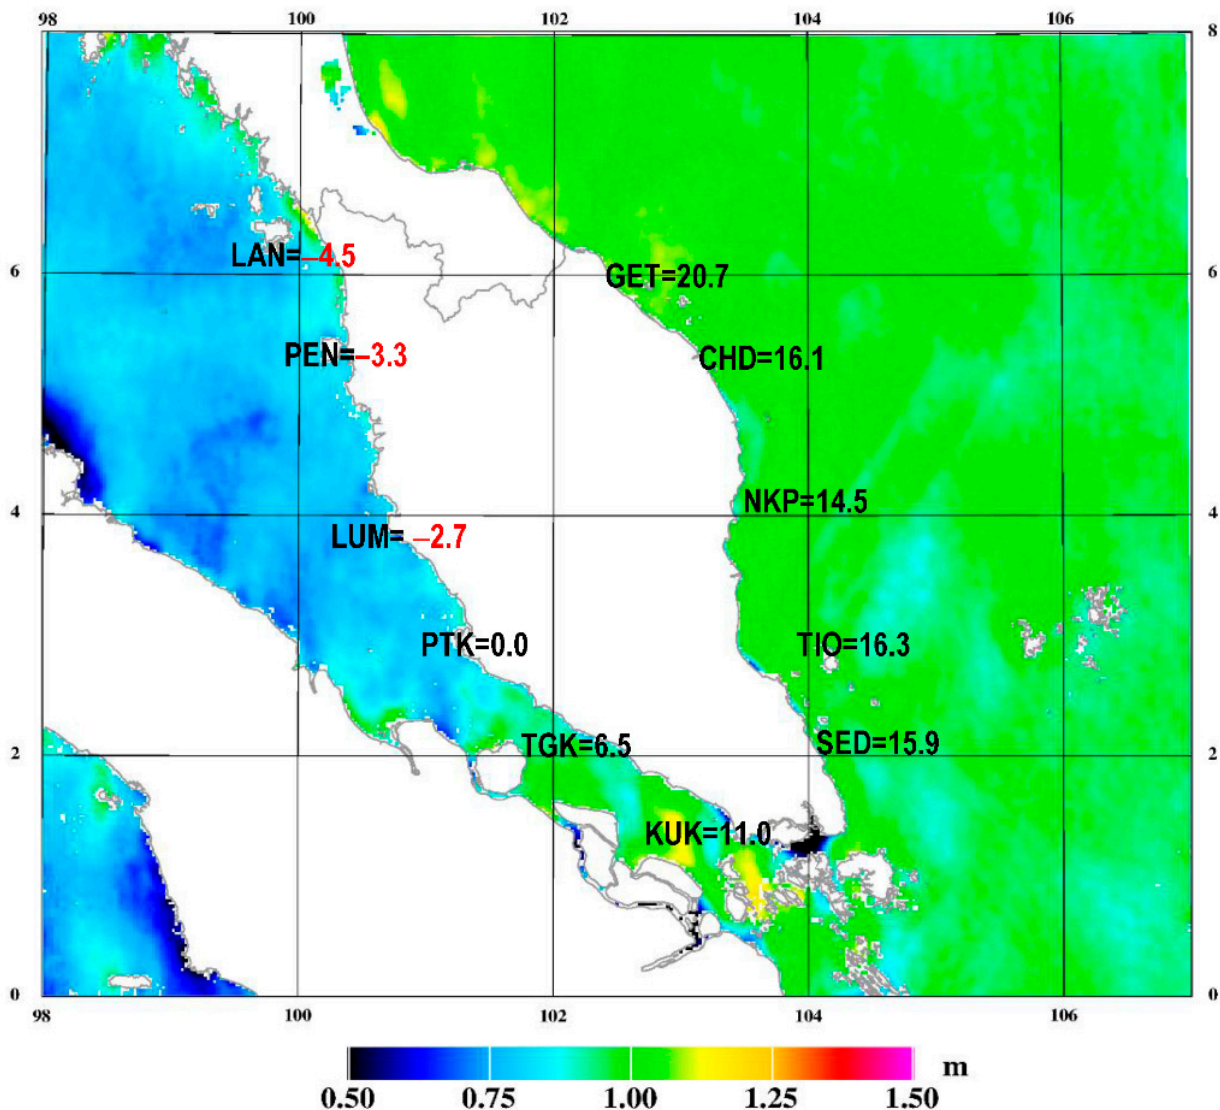 98 100 102 104 106
8
LAN=–4.5
6 GET=20.7 6
PEN=–3.3 CHD=16.1
NKP=14.5
4 4
LUM= –2.7
PTK=0.0 TIO=16.3
TGK=6.5 SED=15.9
2 2
KUK=11.0
0 0
98 100 102 104 106
m
0.50 0.75 1.00 1.25 1.50